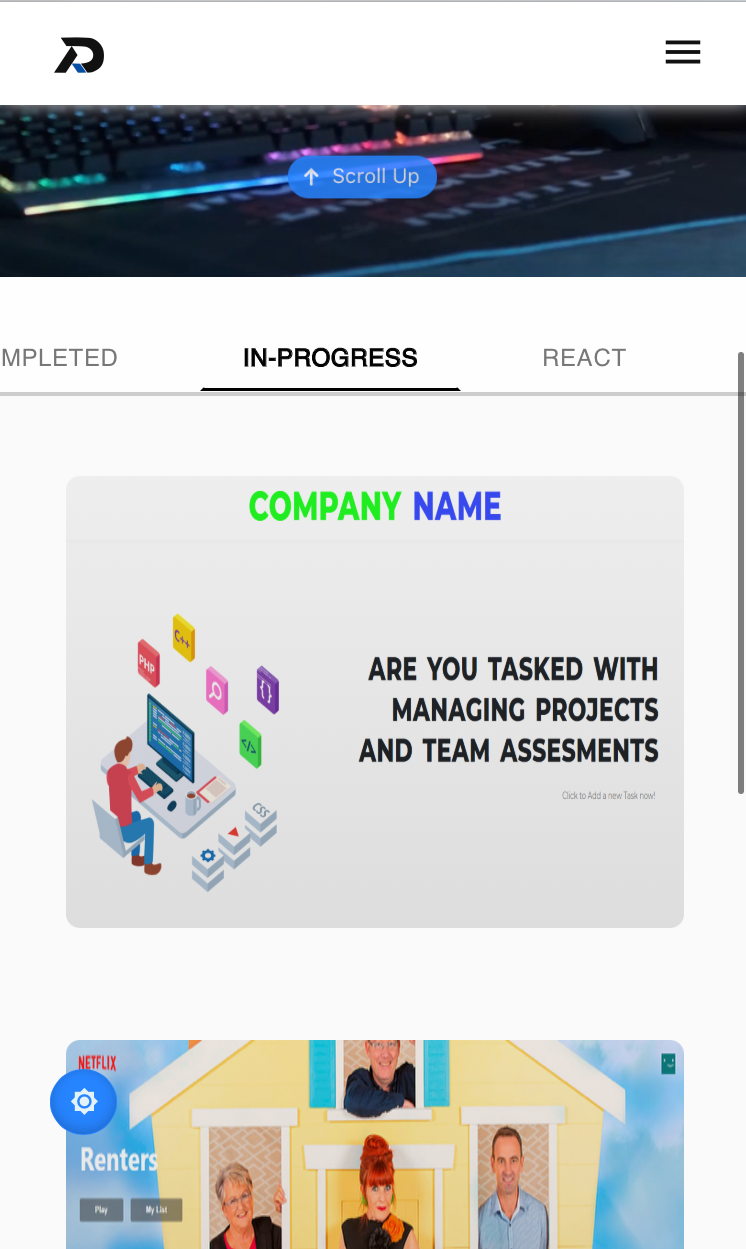 Scroll Up
MPLETED
IN-PROGRESS
REACT
COMPANY NAME
C++
PHP
{ }
</>
ARE YOU TASKED WITH
MANAGING PROJECTS
AND TEAM ASSESMENTS
Click to Add a new Task now!
CSS
NETFLIX
Renters
Play
My List